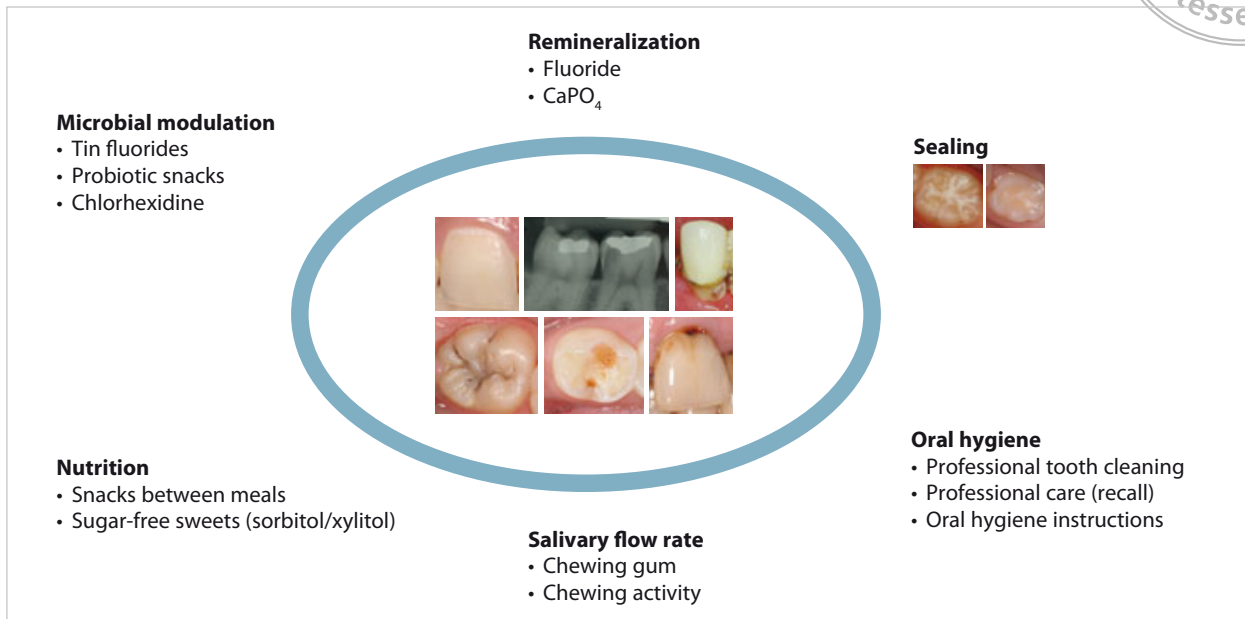 Remineralization
• Fluoride
• CaPO₄
Microbial modulation
• Tin fluorides
• Probiotic snacks
• Chlorhexidine
Sealing
Nutrition
• Snacks between meals
• Sugar-free sweets (sorbitol/xylitol)
Oral hygiene
• Professional tooth cleaning
• Professional care (recall)
• Oral hygiene instructions
Salivary flow rate
• Chewing gum
• Chewing activity